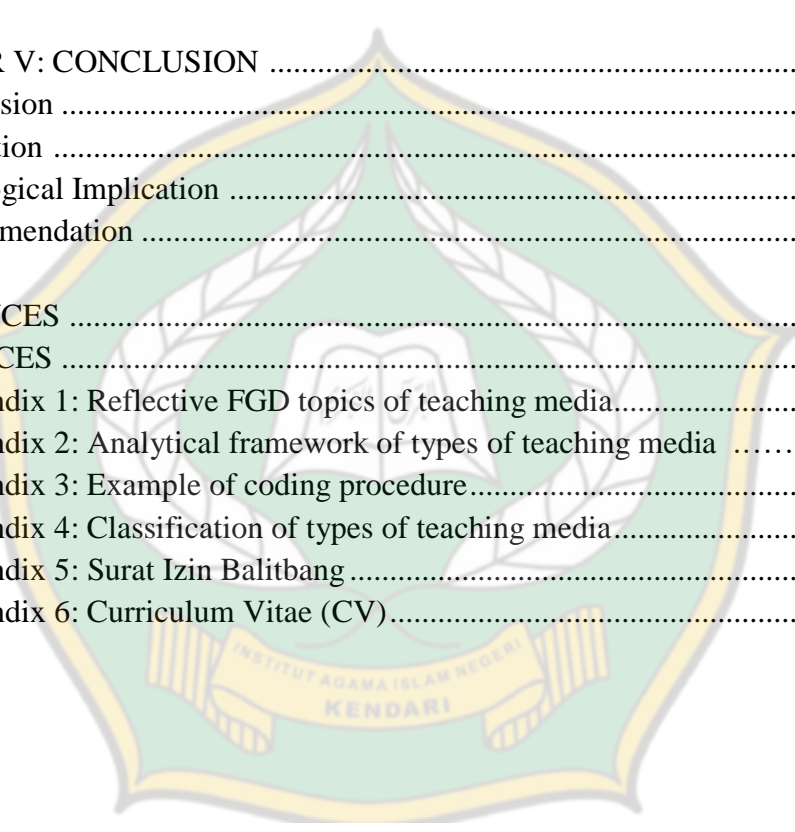 R V: CONCLUSION ....................................................................
sion ...........................................................................................
tion ............................................................................................
gical Implication .......................................................................
mendation ..................................................................................
CES ...........................................................................................
CES ............................................................................................
ndix 1: Reflective FGD topics of teaching media.......................
ndix 2: Analytical framework of types of teaching media ……
ndix 3: Example of coding procedure.........................................
ndix 4: Classification of types of teaching media.......................
ndix 5: Surat Izin Balitbang ........................................................
ndix 6: Curriculum Vitae (CV)...................................................
INSTITUT AGAMA ISLAM NEGERI
KENDARI